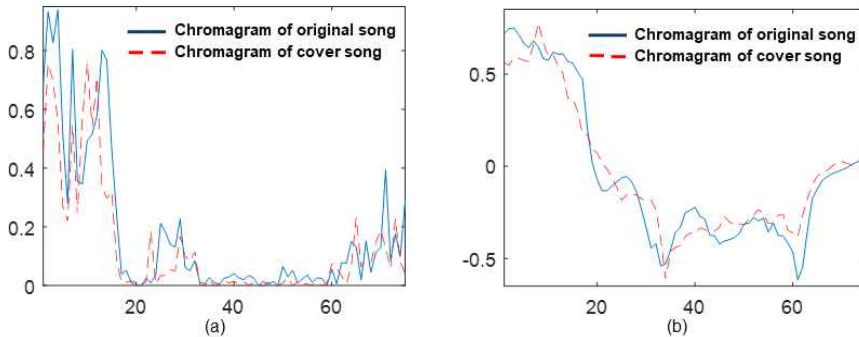 Chromagram of original song
Chromagram of cover song
0.8
0.6
0.4
0.2
0
20
40
60
(a)
Chromagram of original song
Chromagram of cover song
0.5
0
-0.5
20
40
60
(b)